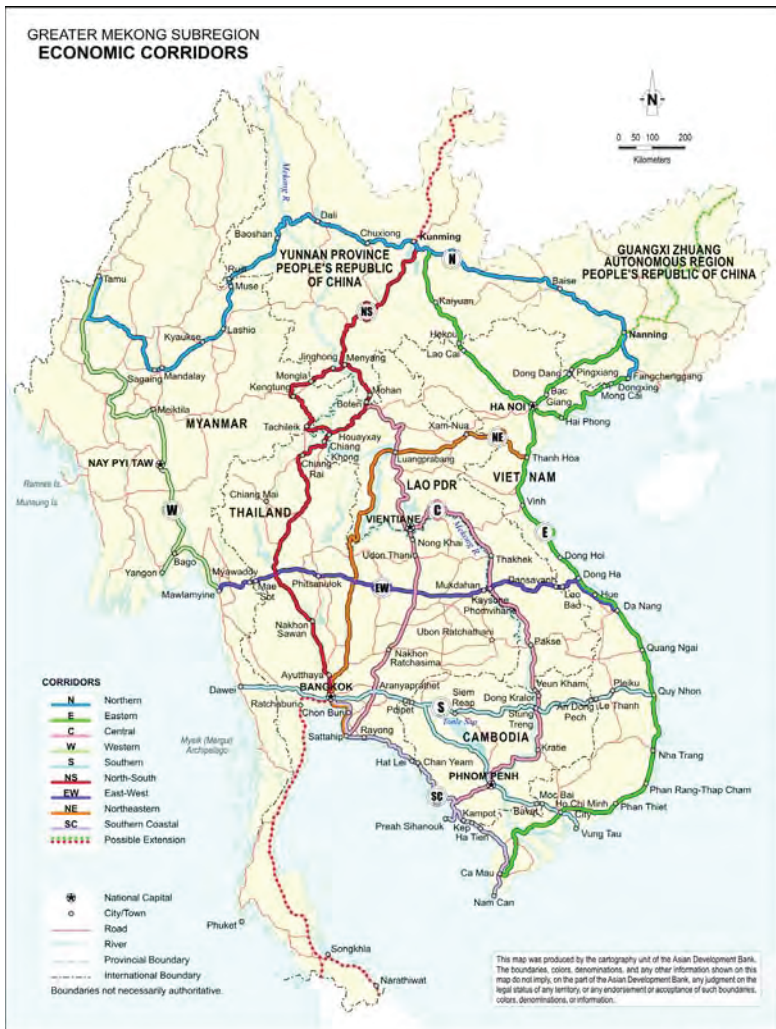 GREATER MEKONG SUBREGION
ECONOMIC CORRIDORS
N
0 50 100 200
Kilometers
Mekong R.
Dali
Baoshan
Chuxiong
Kunming
N
YUNNAN PROVINCE
PEOPLE'S REPUBLIC
OF CHINA
GUANGXI ZHUANG
AUTONOMOUS REGION
PEOPLE'S REPUBLIC OF CHINA
Tamu
Ruili
Muse
Baise
Kaiyuan
NS
Nanning
Kyaukse
Lashio
Hekou
Lao Cai
Sagaing
Mandalay
Jinghong
Menyang
Dong Dang
Pingxiang
Fangchenggang
Mongla
Kengtung
Mohan
Boten
Bac
Giang
Dongxing
Mong Cai
HA NOI
Hai Phong
Meiktila
MYANMAR
Tachileik
Houayxay
Chiang
Khong
Xam-Nua
NE
Luangprabang
Thanh Hoa
NAY PYI TAW
Chiang
Rai
LAO PDR
VIET NAM
Ramree Is.
Munaung Is.
Chiang Mai
THAILAND
VIENTIANE
C
Mekong R.
Vinh
W
Nong Khai
Udon Thani
E
Thakhek
Dong Hoi
Bago
Yangon
Myawaddy
Mae
Sot
Phitsanulok
EW
Mukdahan
Dansavanh
Dong Ha
Mawlamyine
Kaysone
Phomvihane
Lao
Bao
Hue
Da Nang
Nakhon
Sawan
Ubon Ratchathani
Pakse
Quang Ngai
Nakhon
Ratchasima
Ayutthaya
BANGKOK
Dawei
Ratchaburi
Aranyaprathet
Siem
Reap
Dong Kralor
Veun Kham
Pleiku
Chon Buri
Poipet
S
Tonle Sap
Stung
Treng
An Dong
Pech
Le Thanh
Quy Nhon
Myeik (Mergui)
Archipelago
Sattahip
Rayong
CAMBODIA
Kratie
Hat Lek
Chan Yeam
Nha Trang
PHNOM PENH
SC
Moc Bai
Bavet
Ho Chi Minh
City
Phan Rang-Thap Cham
Phan Thiet
Kampot
Preah Sihanouk
Kep
Ha Tien
Vung Tau
Ca Mau
Nam Can
CORRIDORS
N Northern
E Eastern
C Central
W Western
S Southern
NS North-South
EW East-West
NE Northeastern
SC Southern Coastal
Possible Extension
National Capital
City/Town
Road
River
Provincial Boundary
International Boundary
Boundaries not necessarily authoritative.
Phuket
Songkhla
Narathiwat
This map was produced by the cartography unit of the Asian Development Bank.
The boundaries, colors, denominations, and any other information shown on this
map do not imply, on the part of the Asian Development Bank, any judgment on the
legal status of any territory, or any endorsement or acceptance of such boundaries,
colors, denominations, or information.